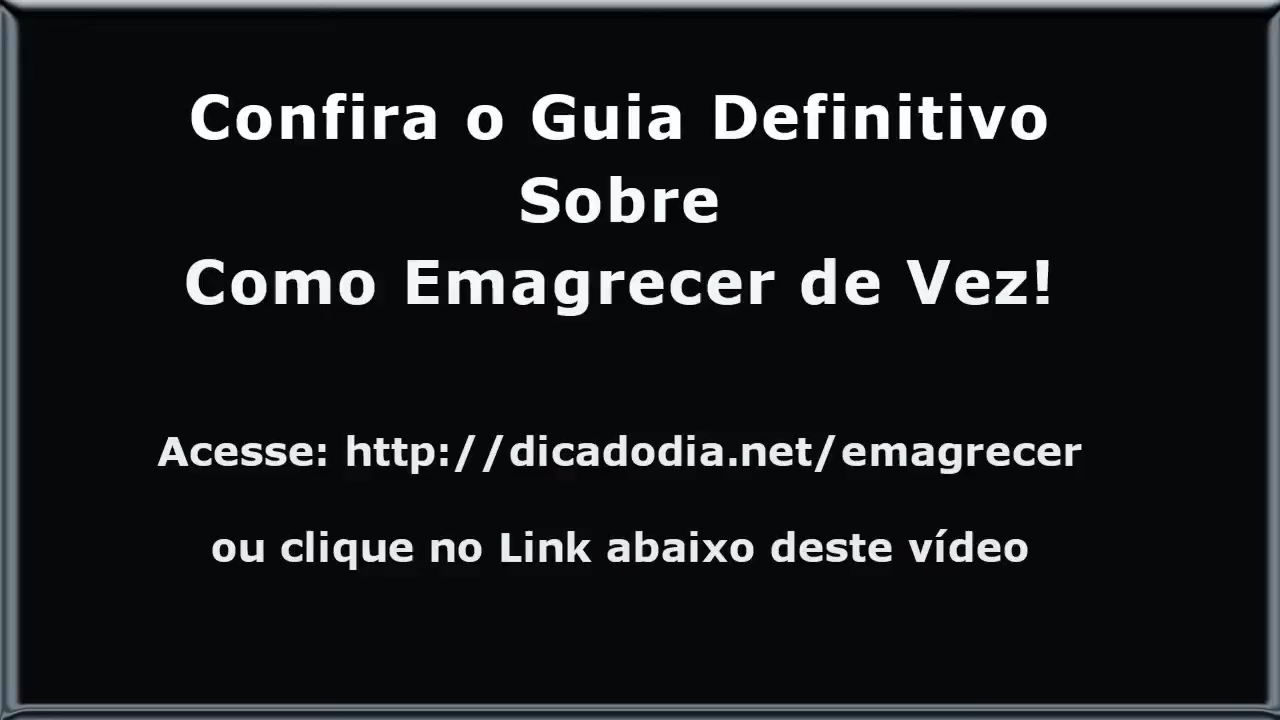 Confira o Guia Definitivo
Sobre
Como Emagrecer de Vez!
Acesse: http://dicadodia.net/emagrecer
ou clique no Link abaixo deste vídeo